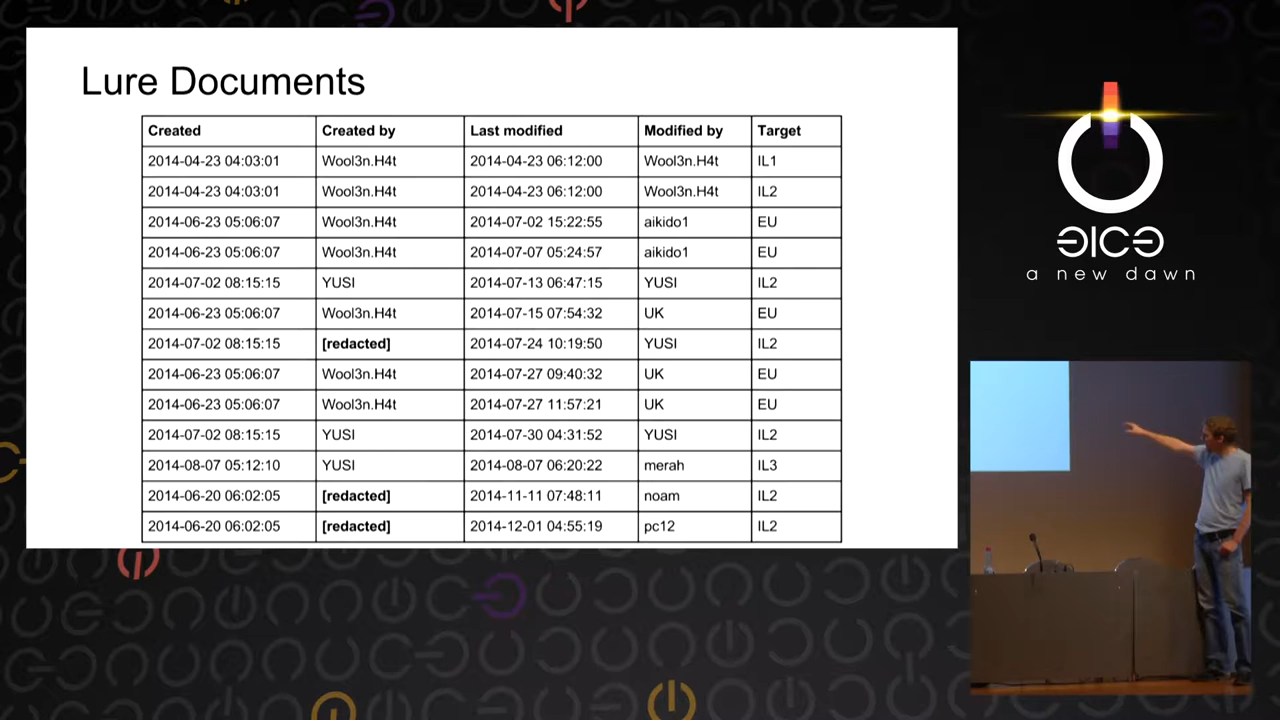 Lure Documents
Created Created by Last modified Modified by Target
2014-04-23 04:03:01 Wool3n.H4t 2014-04-23 06:12:00 Wool3n.H4t IL1
2014-04-23 04:03:01 Wool3n.H4t 2014-04-23 06:12:00 Wool3n.H4t IL2
2014-06-23 05:06:07 Wool3n.H4t 2014-07-02 15:22:55 aikido1 EU
2014-06-23 05:06:07 Wool3n.H4t 2014-07-07 05:24:57 aikido1 EU
2014-07-02 08:15:15 YUSI 2014-07-13 06:47:15 YUSI IL2
2014-06-23 05:06:07 Wool3n.H4t 2014-07-15 07:54:32 UK EU
2014-07-02 08:15:15 [redacted] 2014-07-24 10:19:50 YUSI IL2
2014-06-23 05:06:07 Wool3n.H4t 2014-07-27 09:40:32 UK EU
2014-06-23 05:06:07 Wool3n.H4t 2014-07-27 11:57:21 UK EU
2014-07-02 08:15:15 YUSI 2014-07-30 04:31:52 YUSI IL2
2014-08-07 05:12:10 YUSI 2014-08-07 06:20:22 merah IL3
2014-06-20 06:02:05 [redacted] 2014-11-11 07:48:11 noam IL2
2014-06-20 06:02:05 [redacted] 2014-12-01 04:55:19 pc12 IL2
a new dawn